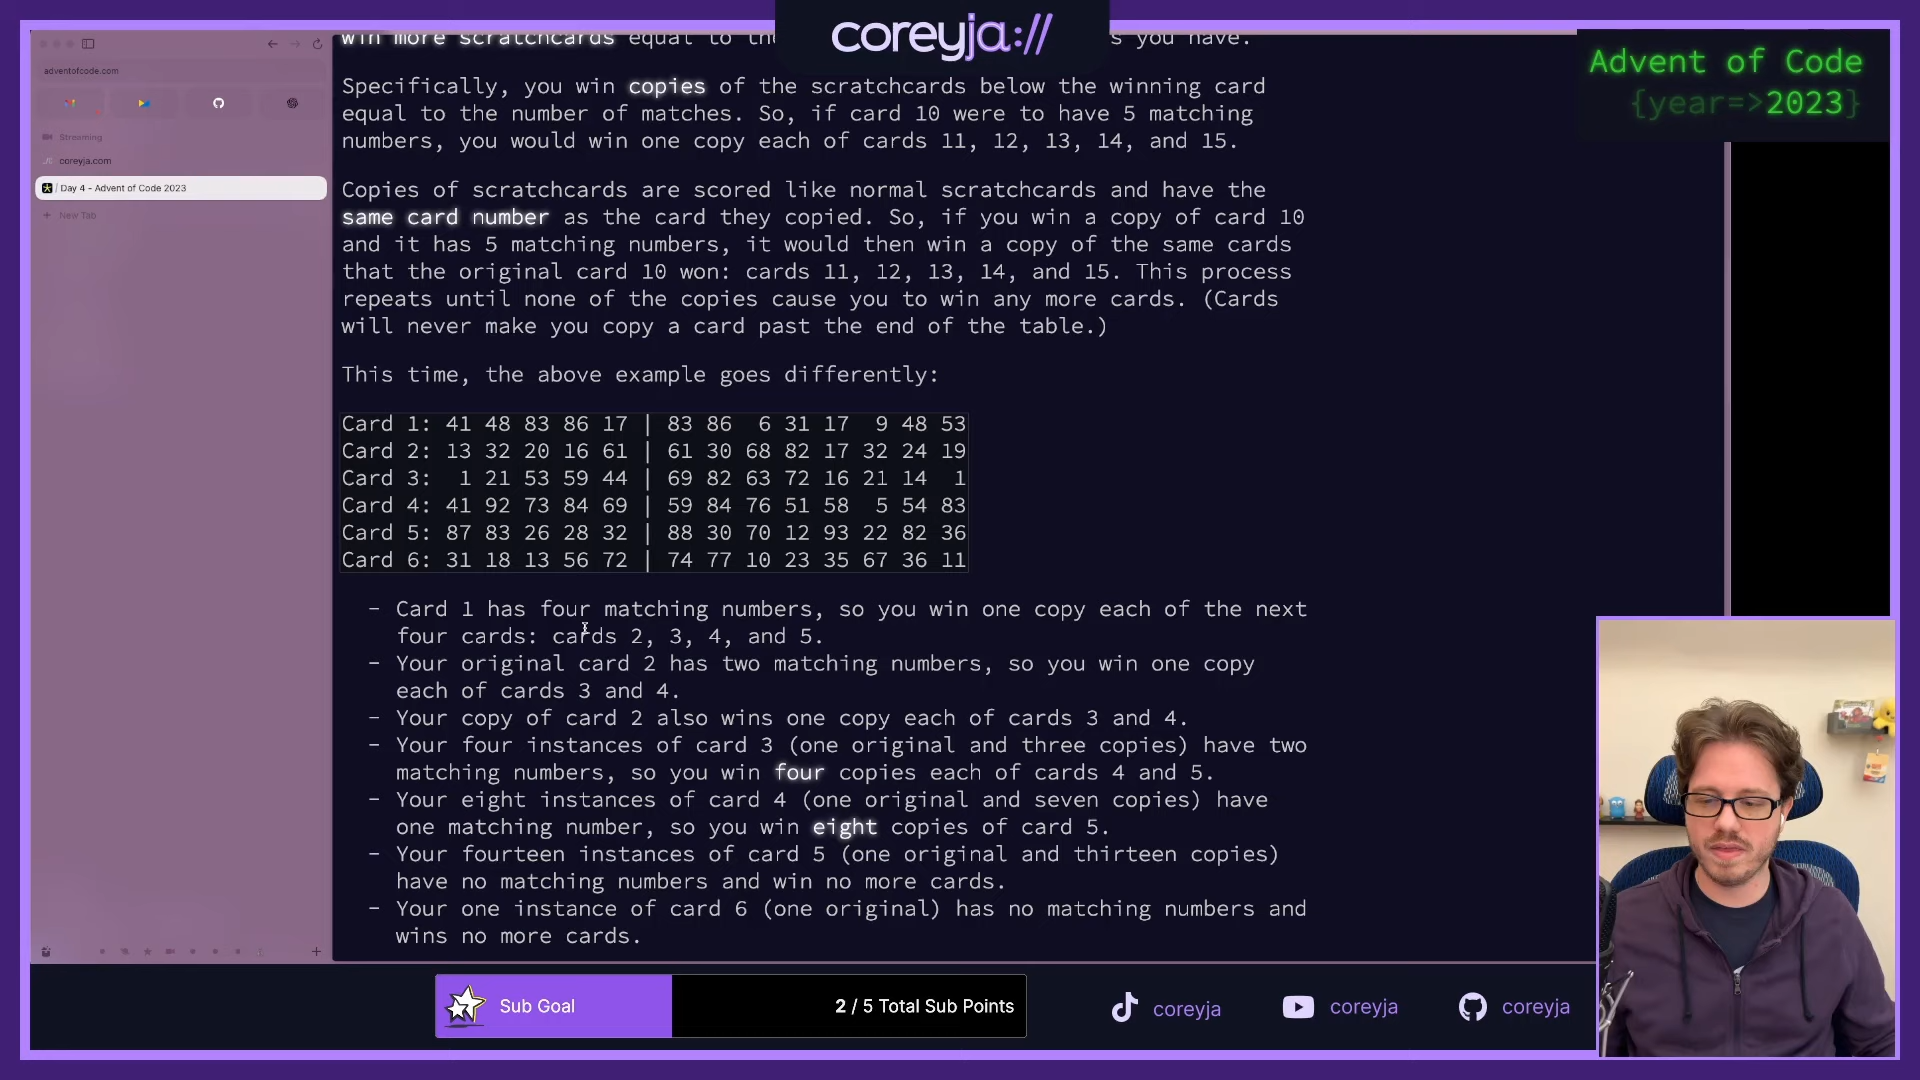 coreyja://
Advent of Code
{year=>2023}
adventofcode.com
Streaming
coreyja.com
/ Day 4 - Advent of Code 2023
New Tab
win more scratchcards equal to the
s you have.
Specifically, you win copies of the scratchcards below the winning card
equal to the number of matches. So, if card 10 were to have 5 matching
numbers, you would win one copy each of cards 11, 12, 13, 14, and 15.
Copies of scratchcards are scored like normal scratchcards and have the
same card number as the card they copied. So, if you win a copy of card 10
and it has 5 matching numbers, it would then win a copy of the same cards
that the original card 10 won: cards 11, 12, 13, 14, and 15. This process
repeats until none of the copies cause you to win any more cards. (Cards
will never make you copy a card past the end of the table.)
This time, the above example goes differently:
Card 1: 41 48 83 86 17 | 83 86  6 31 17  9 48 53
Card 2: 13 32 20 16 61 | 61 30 68 82 17 32 24 19
Card 3:  1 21 53 59 44 | 69 82 63 72 16 21 14  1
Card 4: 41 92 73 84 69 | 59 84 76 51 58  5 54 83
Card 5: 87 83 26 28 32 | 88 30 70 12 93 22 82 36
Card 6: 31 18 13 56 72 | 74 77 10 23 35 67 36 11
- Card 1 has four matching numbers, so you win one copy each of the next
four cards: cards 2, 3, 4, and 5.
- Your original card 2 has two matching numbers, so you win one copy
each of cards 3 and 4.
- Your copy of card 2 also wins one copy each of cards 3 and 4.
- Your four instances of card 3 (one original and three copies) have two
matching numbers, so you win four copies each of cards 4 and 5.
- Your eight instances of card 4 (one original and seven copies) have
one matching number, so you win eight copies of card 5.
- Your fourteen instances of card 5 (one original and thirteen copies)
have no matching numbers and win no more cards.
- Your one instance of card 6 (one original) has no matching numbers and
wins no more cards.
Sub Goal
2 / 5 Total Sub Points
coreyja
coreyja
coreyja